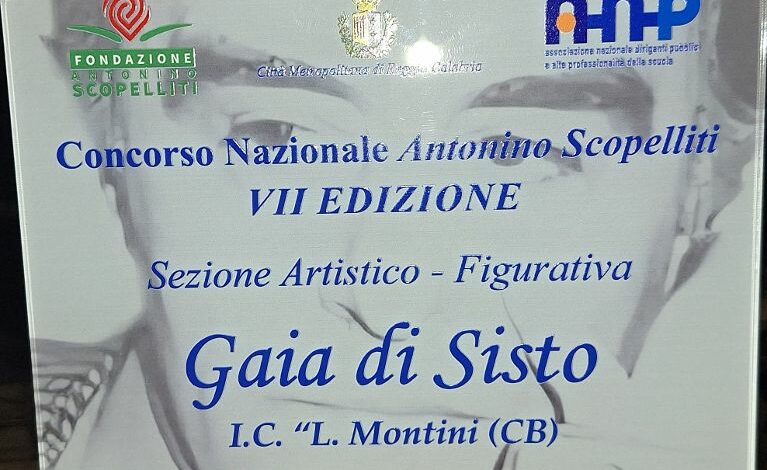 FONDAZIONE
ANTONINO
SCOPELLITI
Città Metropolitana di Reggio Calabria
ANP
associazione nazionale dirigenti pubblici
e alte professionalità della scuola
Concorso Nazionale Antonino Scopelliti
VII EDIZIONE
Sezione Artistico - Figurativa
Gaia di Sisto
I.C. “L. Montini (CB)